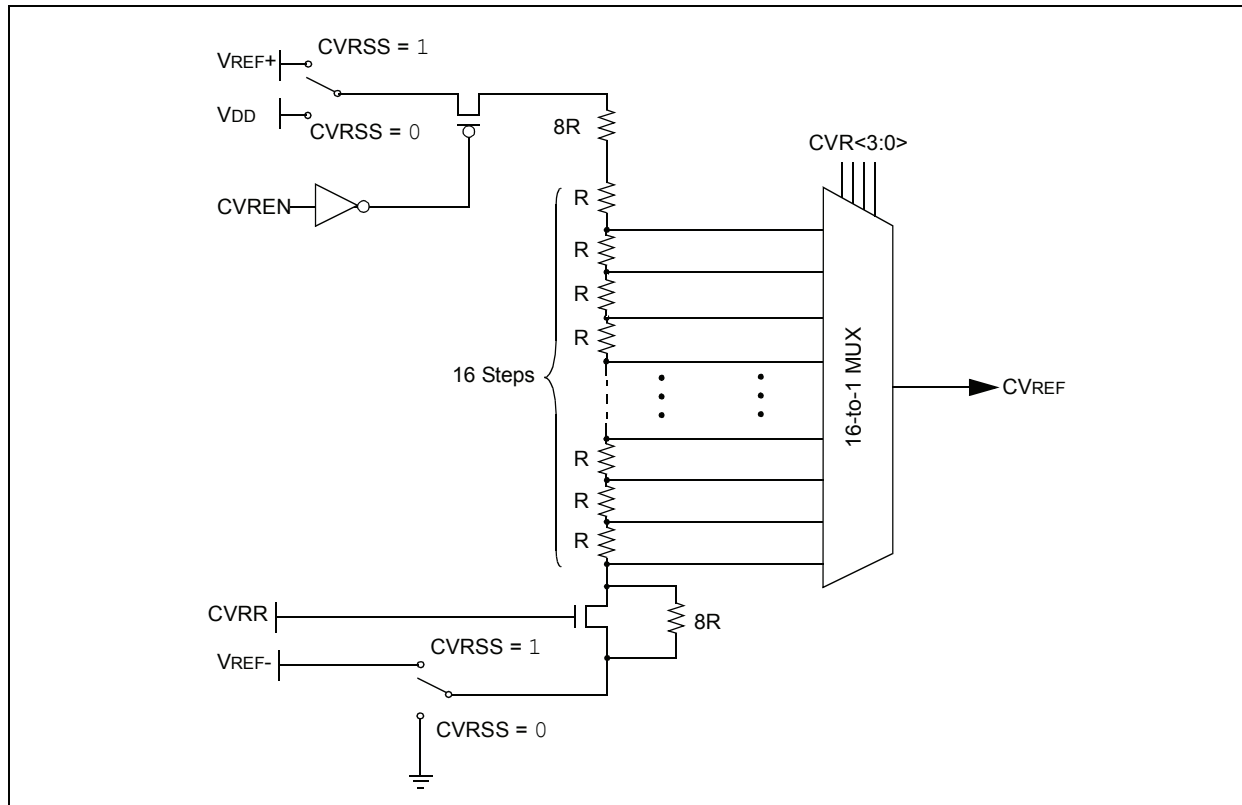 CVRSS = 1
VREF+
VDD
CVRSS = 0
8R
CVR<3:0>
CVREN
R
R
R
R
16 Steps
16-to-1 MUX
CVREF
R
R
R
CVRR
8R
CVRSS = 1
VREF-
CVRSS = 0